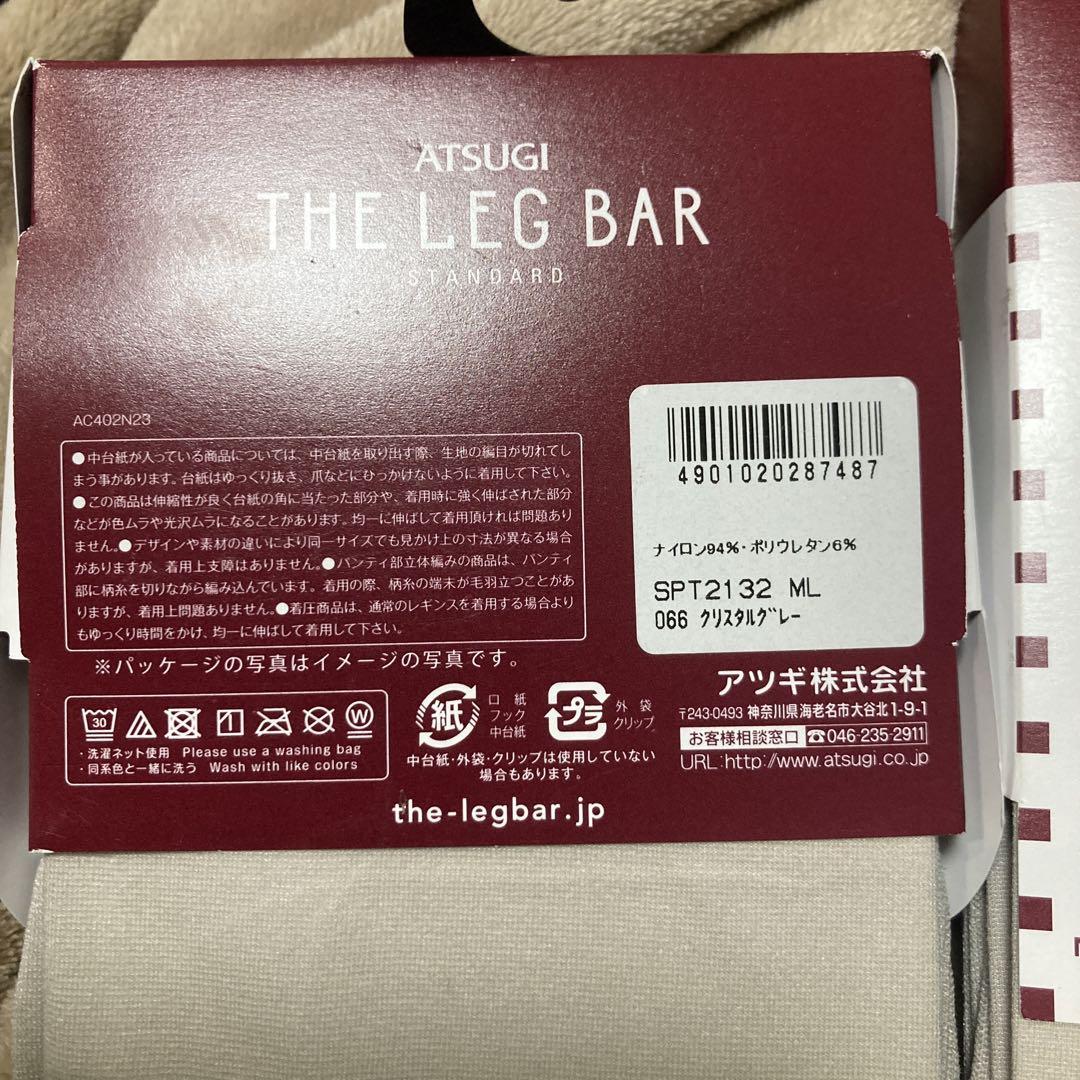 ATSUGI
THE LEG BAR
STANDARD
AC402N23
●中台紙が入っている商品については、中台紙を取り出す際、生地の編目が切れてし
まう事があります。台紙はゆっくり抜き、爪などにひっかけないように着用して下さい。
●この商品は伸縮性が良く台紙の角に当たった部分や、着用時に強く伸ばされた部分
などが色ムラや光沢ムラになることがあります。均一に伸ばして着用頂ければ問題あり
ません。●デザインや素材の違いにより同一サイズでも見かけ上の寸法が異なる場合
がありますが、着用上支障はありません。●パンティ部立体編みの商品は、パンティ
部に柄糸を切りながら編み込んでいます。着用の際、柄糸の端末が毛羽立つことがあ
りますが、着用上問題ありません。●着圧商品は、通常のレギンスを着用する場合より
もゆっくり時間をかけ、均一に伸ばして着用して下さい。
※パッケージの写真はイメージの写真です。
4901020287487
ナイロン94%・ポリウレタン6%
SPT2132 ML
066 クリスタルグレー
30
W
・洗濯ネット使用 Please use a washing bag
・同系色と一緒に洗う Wash with like colors
紙
口紙
フック
中台紙
プラ
外袋
クリップ
中台紙・外袋・クリップは使用していない
場合もあります。
アツギ株式会社
〒243-0493 神奈川県海老名市大谷北1-9-1
お客様相談窓口 ☎046-235-2911
URL:http://www.atsugi.co.jp
the-legbar.jp